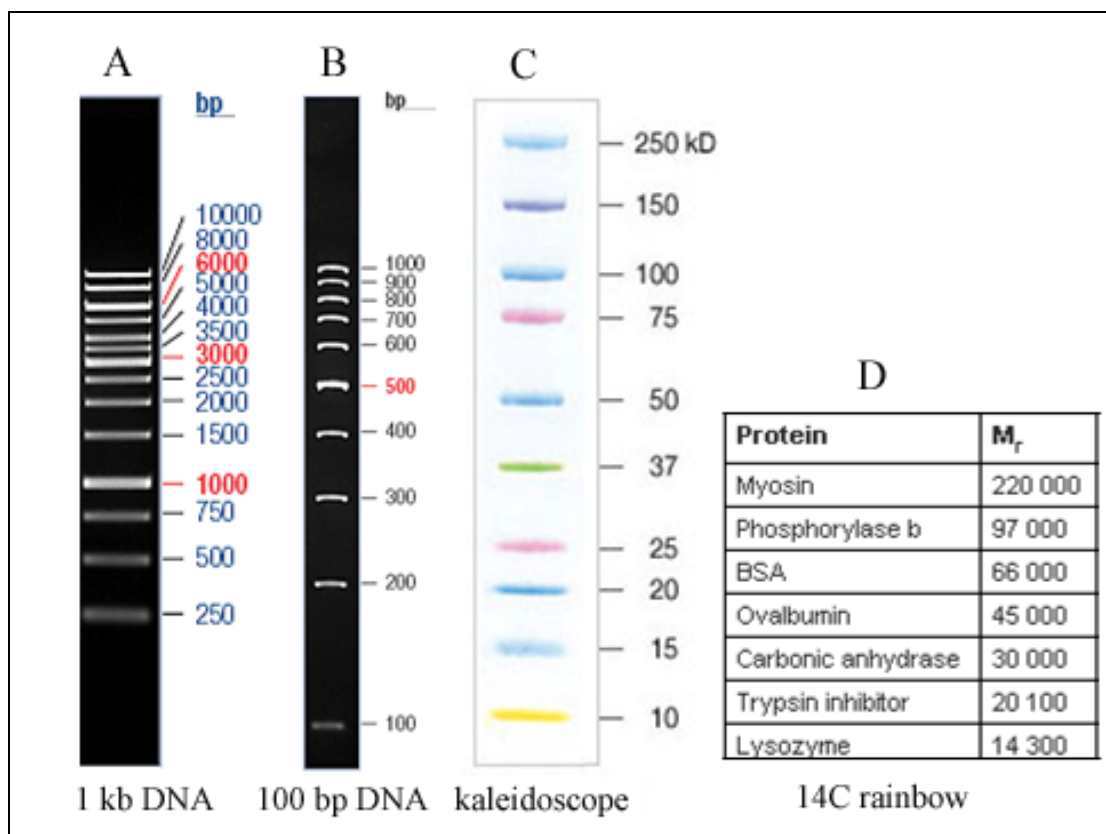 A
bp
10000
8000
6000
5000
4000
3500
3000
2500
2000
1500
1000
750
500
250
1 kb DNA
B
bp
1000
900
800
700
600
500
400
300
200
100
100 bp DNA
C
250 kD
150
100
75
50
37
25
20
15
10
kaleidoscope
D
Protein Mr
Myosin 220 000
Phosphorylase b 97 000
BSA 66 000
Ovalbumin 45 000
Carbonic anhydrase 30 000
Trypsin inhibitor 20 100
Lysozyme 14 300
14C rainbow